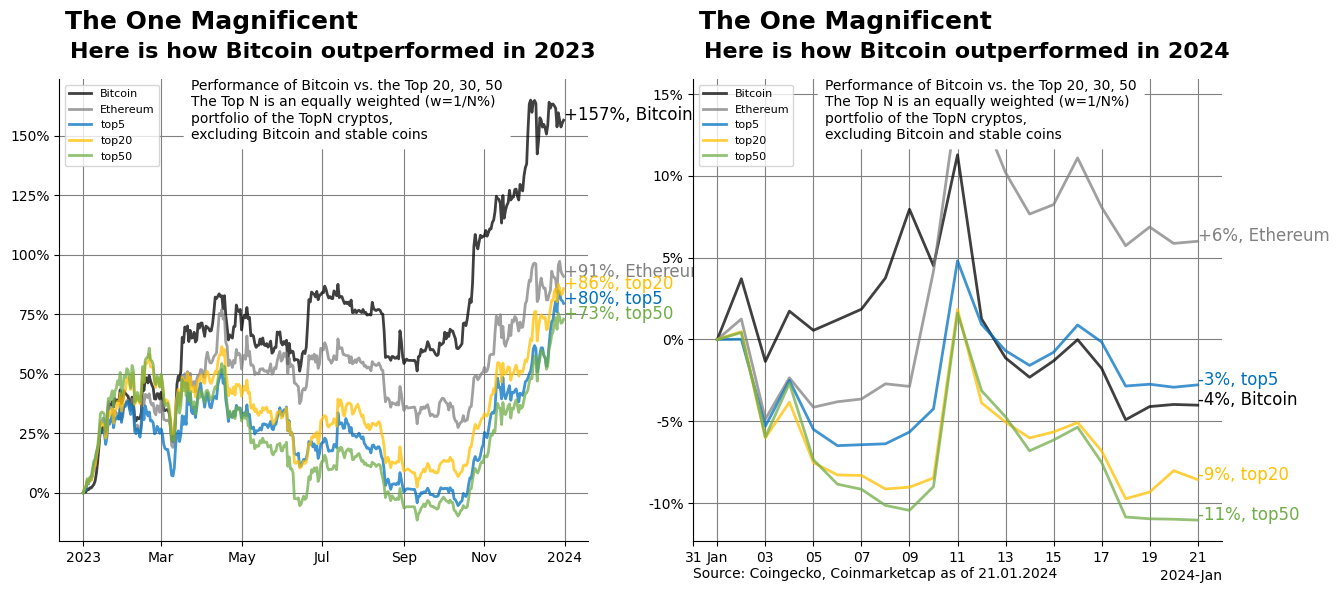 The One Magnificent
Here is how Bitcoin outperformed in 2023
Performance of Bitcoin vs. the Top 20, 30, 50
The Top N is an equally weighted (w=1/N%)
portfolio of the TopN cryptos,
excluding Bitcoin and stable coins
Bitcoin
Ethereum
top5
top20
top50
150%
125%
100%
75%
50%
25%
0%
+157%, Bitcoin
+91%, Ethereum
+86%, top20
+80%, top5
+73%, top50
2023 Mar May Jul Sep Nov 2024
The One Magnificent
Here is how Bitcoin outperformed in 2024
Performance of Bitcoin vs. the Top 20, 30, 50
The Top N is an equally weighted (w=1/N%)
portfolio of the TopN cryptos,
excluding Bitcoin and stable coins
Bitcoin
Ethereum
top5
top20
top50
15%
10%
5%
0%
-5%
-10%
+6%, Ethereum
-3%, top5
-4%, Bitcoin
-9%, top20
-11%, top50
31 Jan 03 05 07 09 11 13 15 17 19 21
Source: Coingecko, Coinmarketcap as of 21.01.2024
2024-Jan